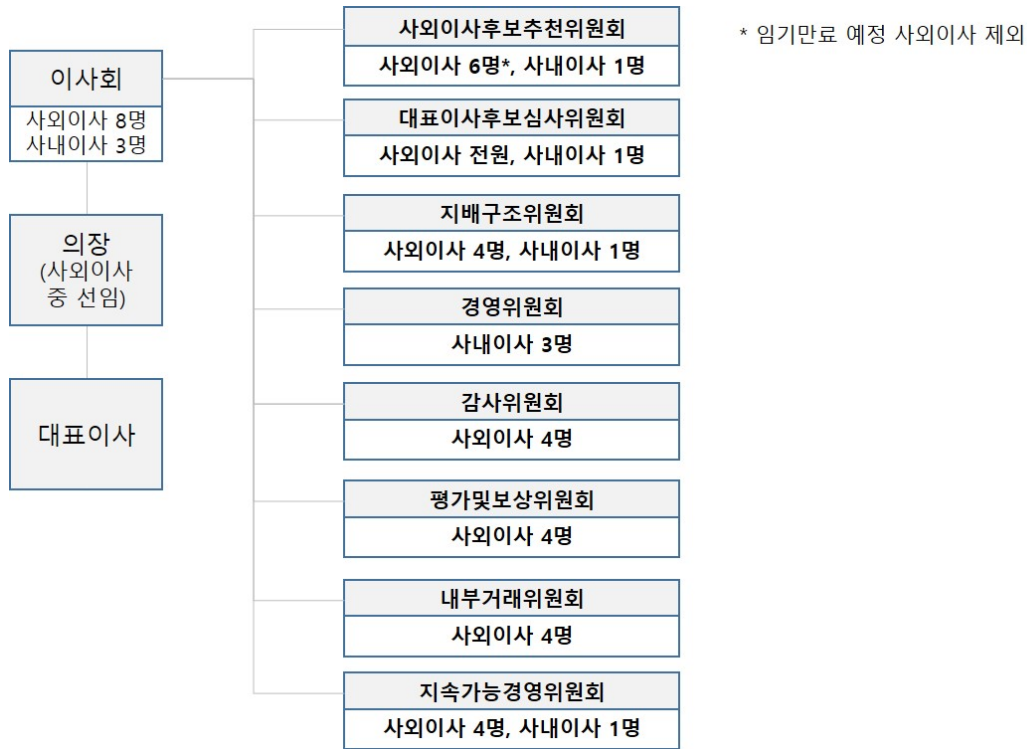 이사회
사외이사 8명
사내이사 3명
의장
(사외이사
중 선임)
대표이사
사외이사후보추천위원회
사외이사 6명*, 사내이사 1명
대표이사후보심사위원회
사외이사 전원, 사내이사 1명
지배구조위원회
사외이사 4명, 사내이사 1명
경영위원회
사내이사 3명
감사위원회
사외이사 4명
평가및보상위원회
사외이사 4명
내부거래위원회
사외이사 4명
지속가능경영위원회
사외이사 4명, 사내이사 1명
* 임기만료 예정 사외이사 제외